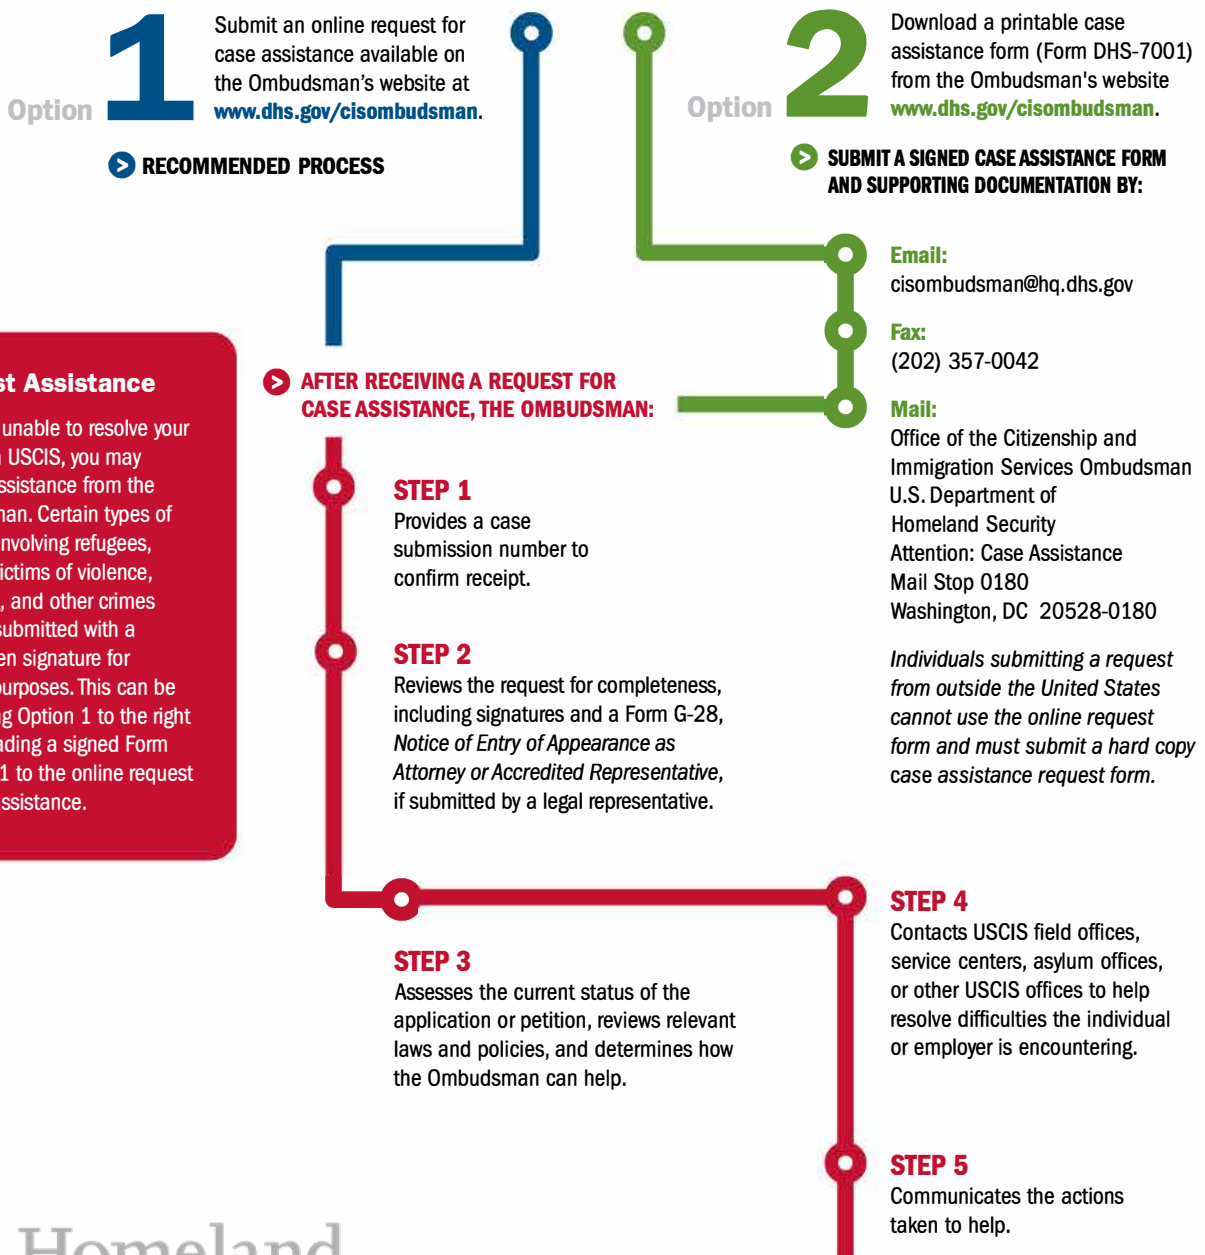 Option
1
Submit an online request for
case assistance available on
the Ombudsman's website at
www.dhs.gov/cisombudsman.
RECOMMENDED PROCESS
Option
2
Download a printable case
assistance form (Form DHS-7001)
from the Ombudsman's website
www.dhs.gov/cisombudsman.
SUBMIT A SIGNED CASE ASSISTANCE FORM
AND SUPPORTING DOCUMENTATION BY:
Email:
cisombudsman@hq.dhs.gov
Fax:
(202) 357-0042
Mail:
Office of the Citizenship and
Immigration Services Ombudsman
U.S. Department of
Homeland Security
Attention: Case Assistance
Mail Stop 0180
Washington, DC 20528-0180
Individuals submitting a request
from outside the United States
cannot use the online request
form and must submit a hard copy
case assistance request form.
st Assistance
unable to resolve your
USCIS, you may
ssistance from the
man. Certain types of
nvolving refugees,
ictims of violence,
, and other crimes
submitted with a
en signature for
purposes. This can be
ng Option 1 to the right
ading a signed Form
1 to the online request
ssistance.
AFTER RECEIVING A REQUEST FOR
CASE ASSISTANCE, THE OMBUDSMAN:
STEP 1
Provides a case
submission number to
confirm receipt.
STEP 2
Reviews the request for completeness,
including signatures and a Form G-28,
Notice of Entry of Appearance as
Attorney or Accredited Representative,
if submitted by a legal representative.
STEP 3
Assesses the current status of the
application or petition, reviews relevant
laws and policies, and determines how
the Ombudsman can help.
STEP 4
Contacts USCIS field offices,
service centers, asylum offices,
or other USCIS offices to help
resolve difficulties the individual
or employer is encountering.
STEP 5
Communicates the actions
taken to help.
Homeland